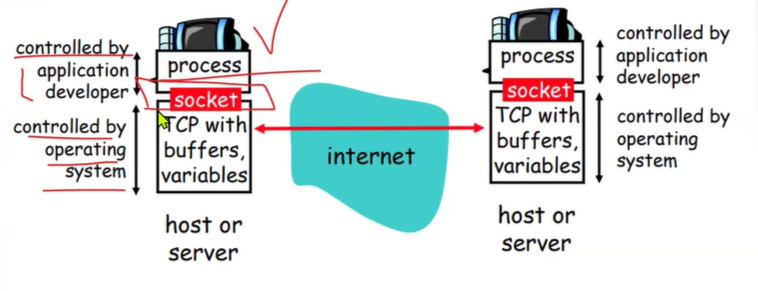 controlled by
application
developer
process
socket
controlled by
operating
system
TCP with
buffers,
variables
host or
server
internet
process
socket
TCP with
buffers,
variables
host or
server
controlled by
application
developer
controlled by
operating
system